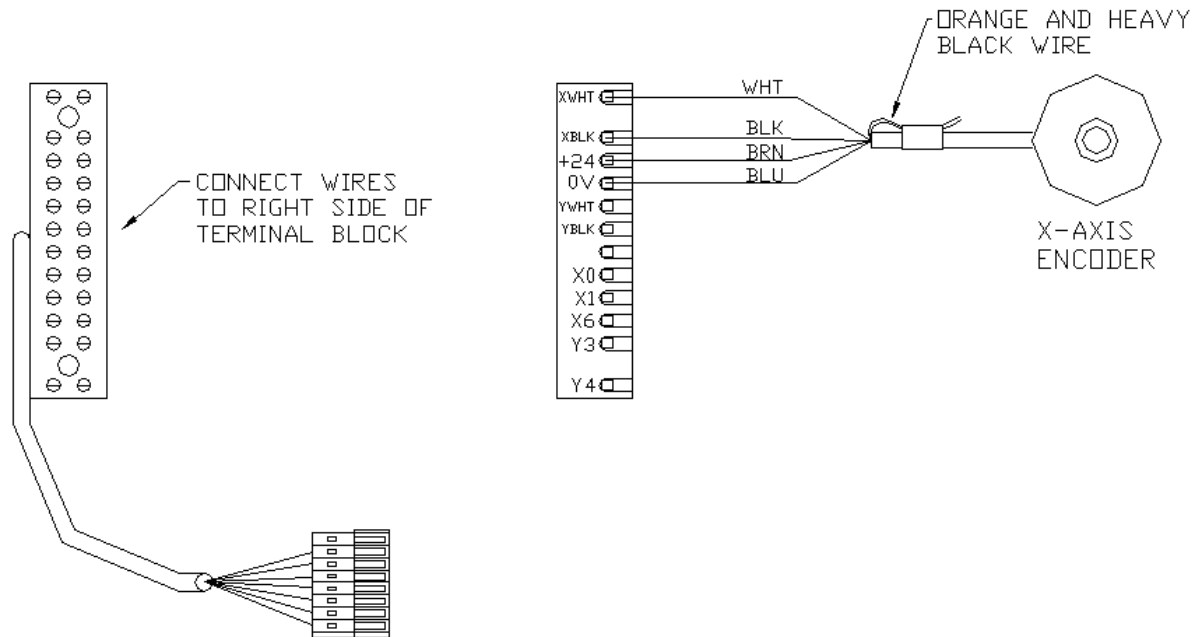 CONNECT WIRES
TO RIGHT SIDE OF
TERMINAL BLOCK
ORANGE AND HEAVY
BLACK WIRE
XWHT
XBLK
+24
0V
YWHT
YBLK
X0
X1
X6
Y3
Y4
WHT
BLK
BRN
BLU
X-AXIS
ENCODER